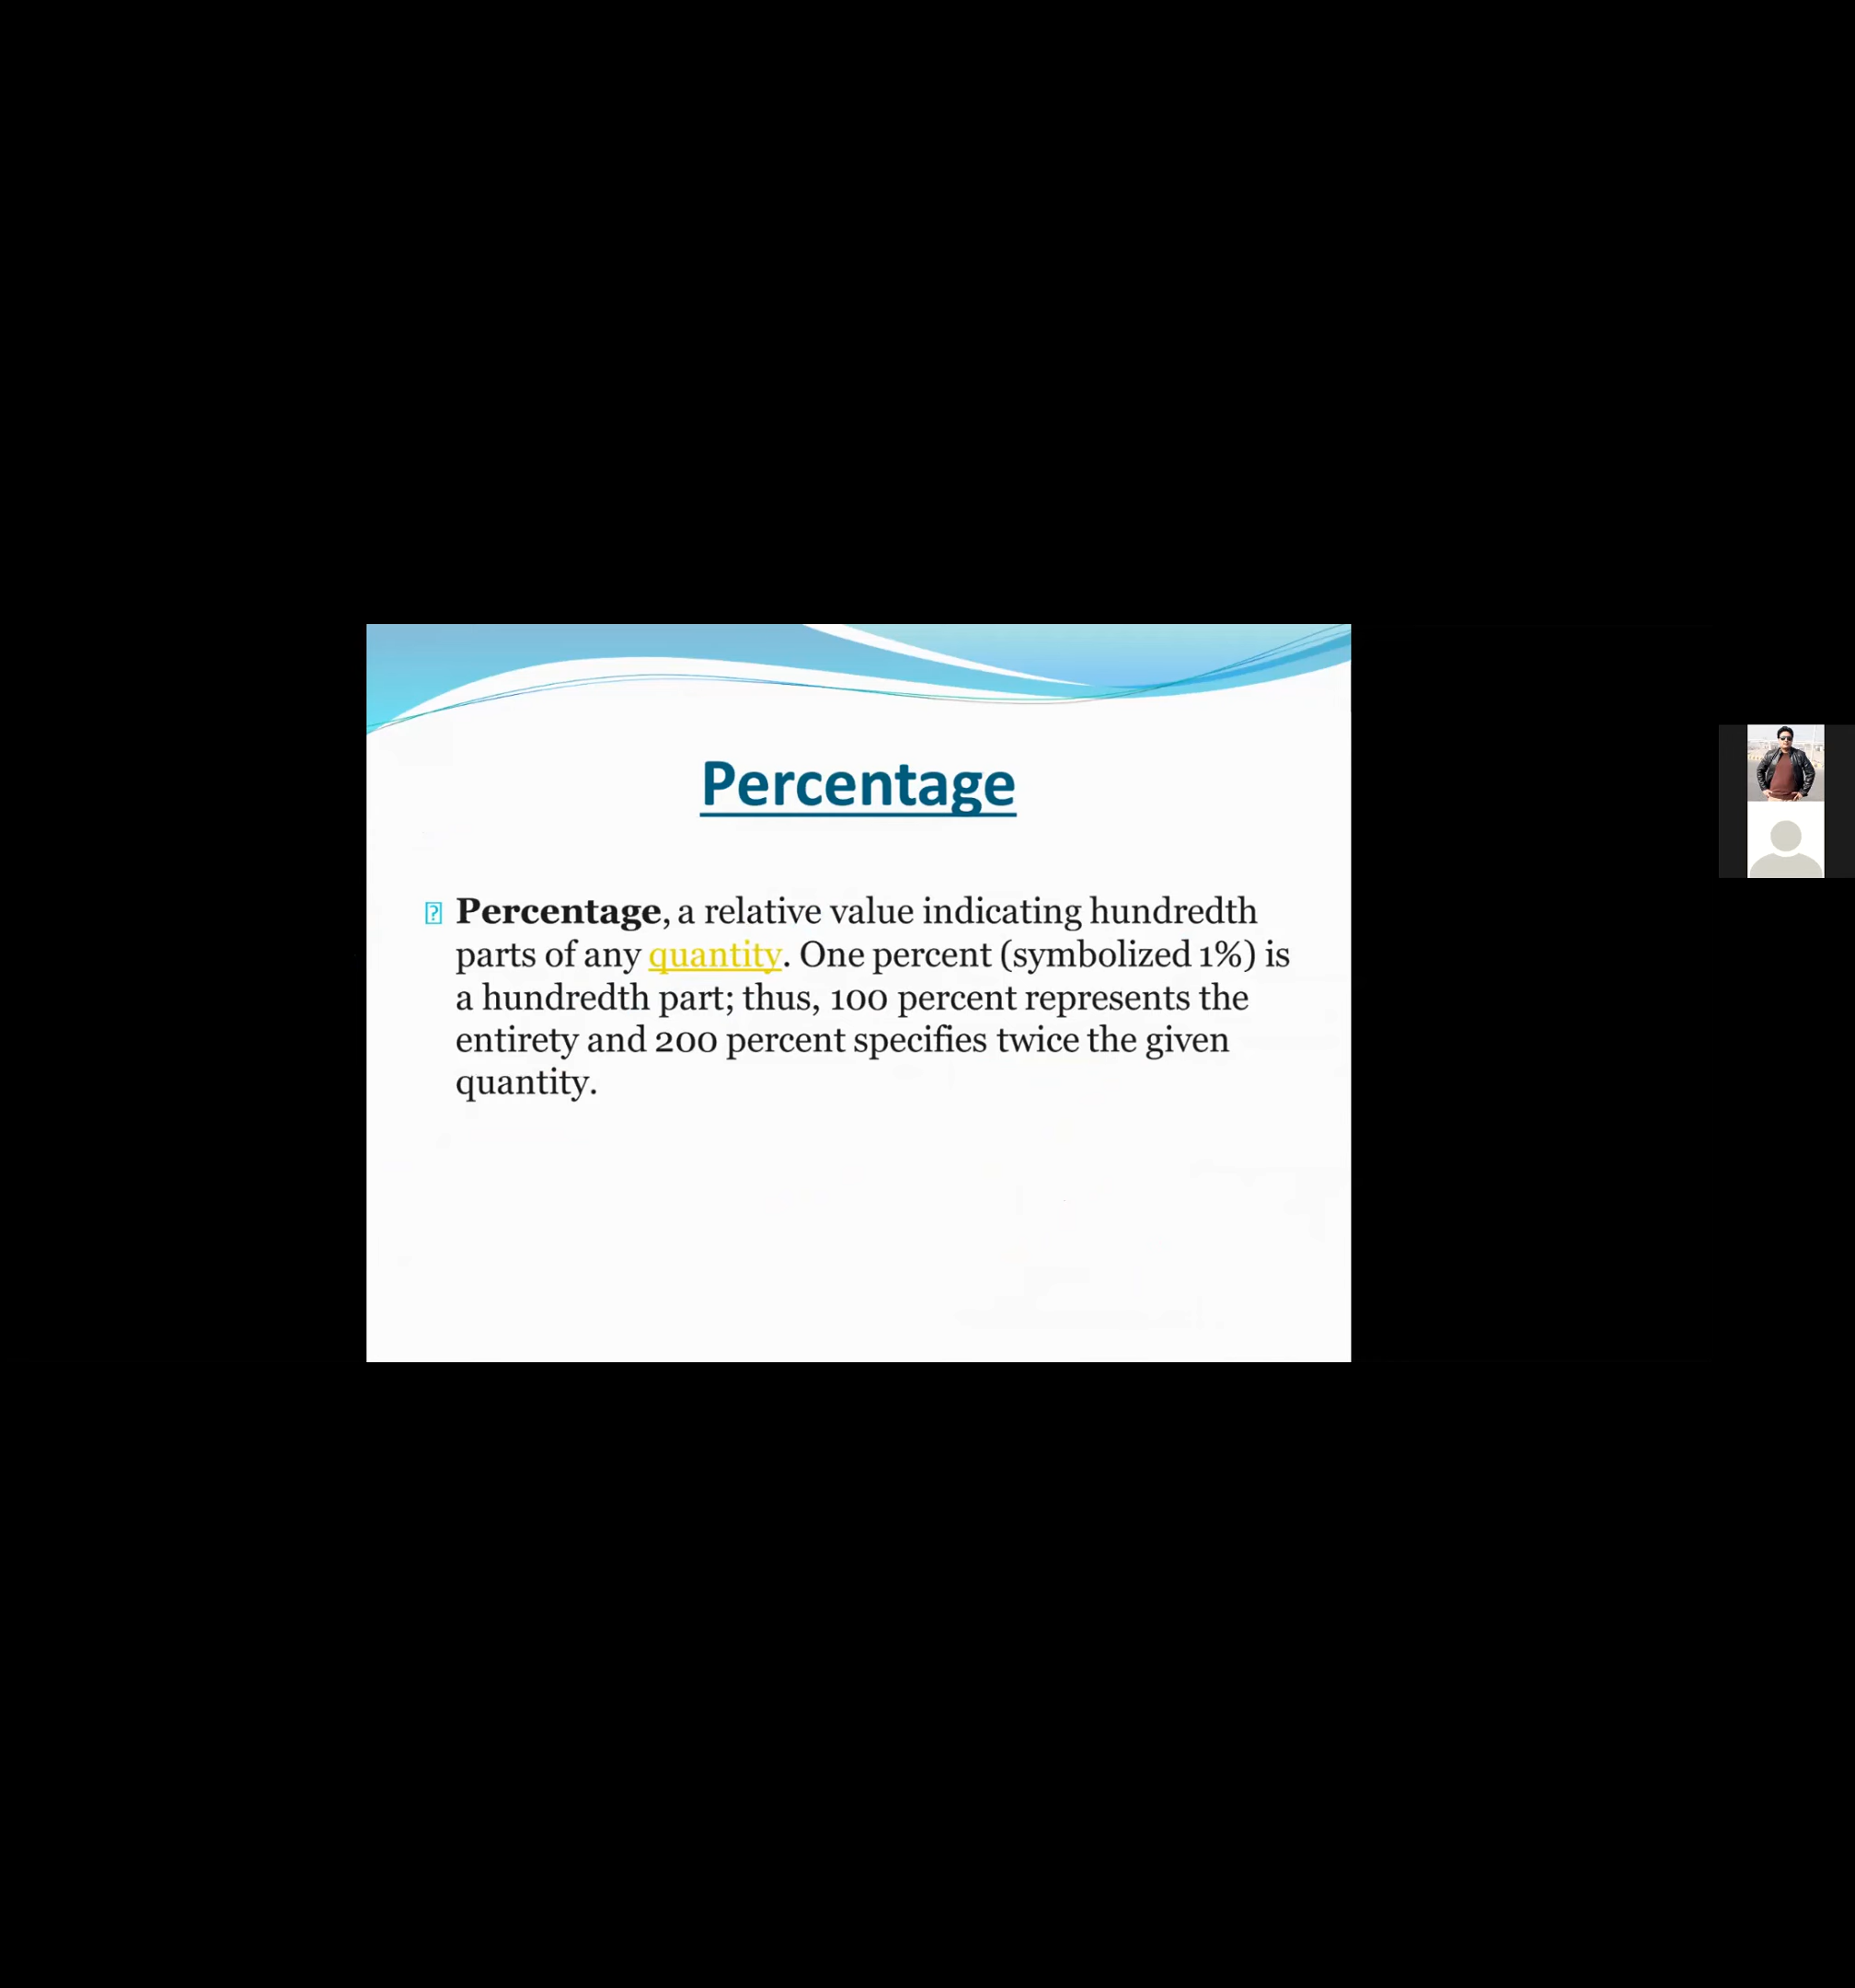 Percentage
Percentage, a relative value indicating hundredth
parts of any quantity. One percent (symbolized 1%) is
a hundredth part; thus, 100 percent represents the
entirety and 200 percent specifies twice the given
quantity.